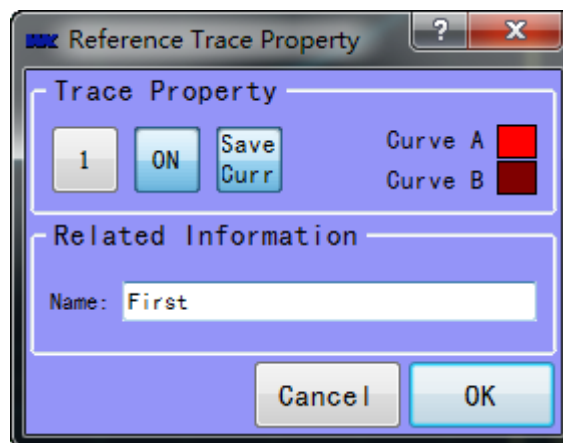 Reference Trace Property
?
X
Trace Property
1
ON
Save
Curr
Curve A
Curve B
Related Information
Name: First
Cancel
OK